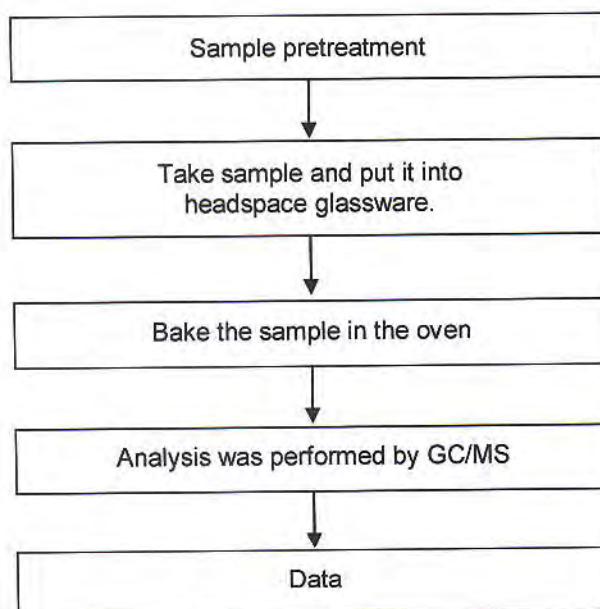 Sample pretreatment
Take sample and put it into
headspace glassware.
Bake the sample in the oven
Analysis was performed by GC/MS
Data